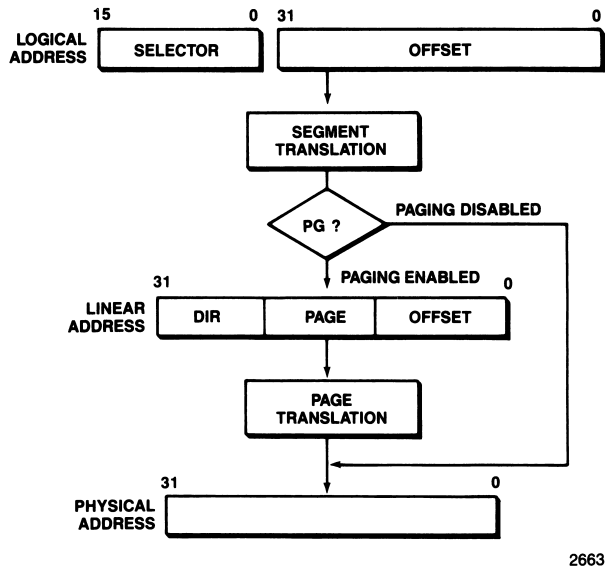 15 0 31 0
LOGICAL
ADDRESS
SELECTOR
OFFSET
SEGMENT
TRANSLATION
PG ?
PAGING DISABLED
PAGING ENABLED
31 0
LINEAR
ADDRESS
DIR
PAGE
OFFSET
PAGE
TRANSLATION
31 0
PHYSICAL
ADDRESS
2663